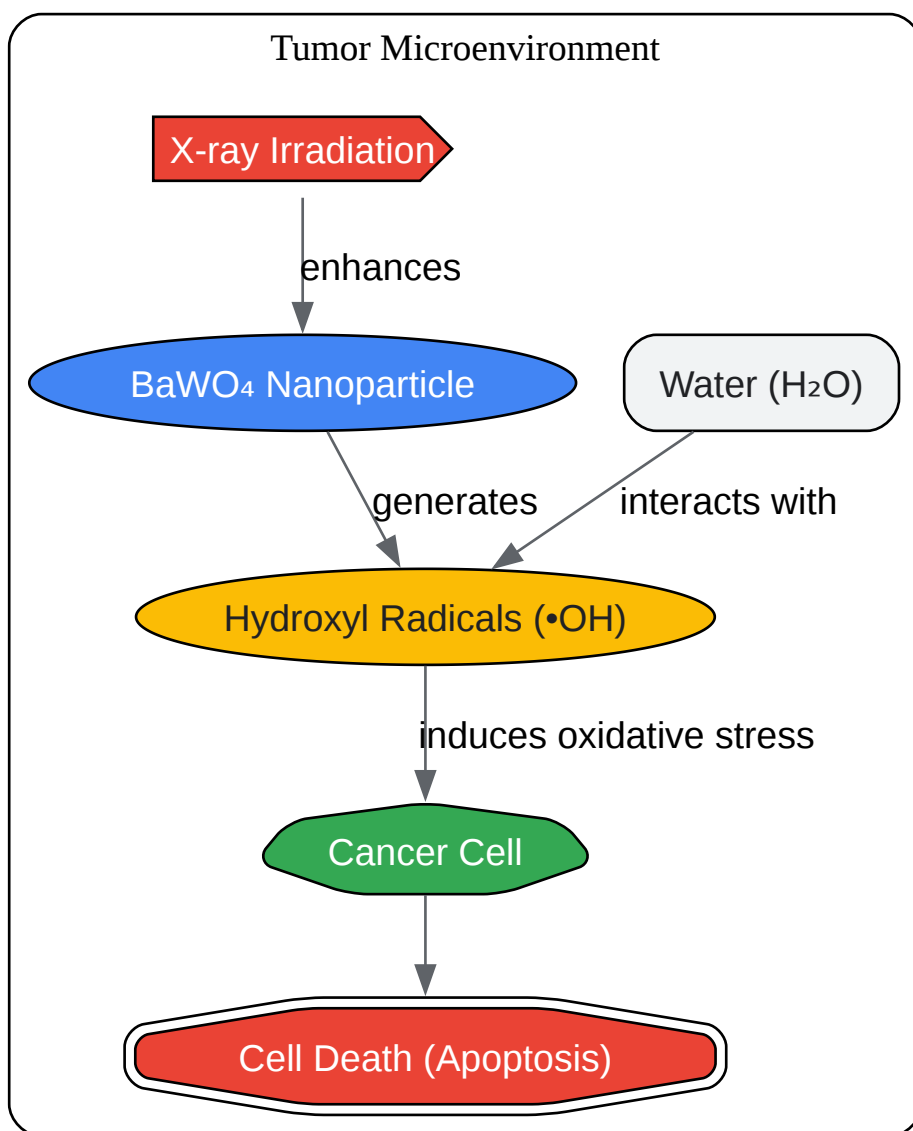 Tumor Microenvironment
X-ray Irradiation
enhances
BaWO₄ Nanoparticle
Water (H₂O)
generates
interacts with
Hydroxyl Radicals (•OH)
induces oxidative stress
Cancer Cell
Cell Death (Apoptosis)